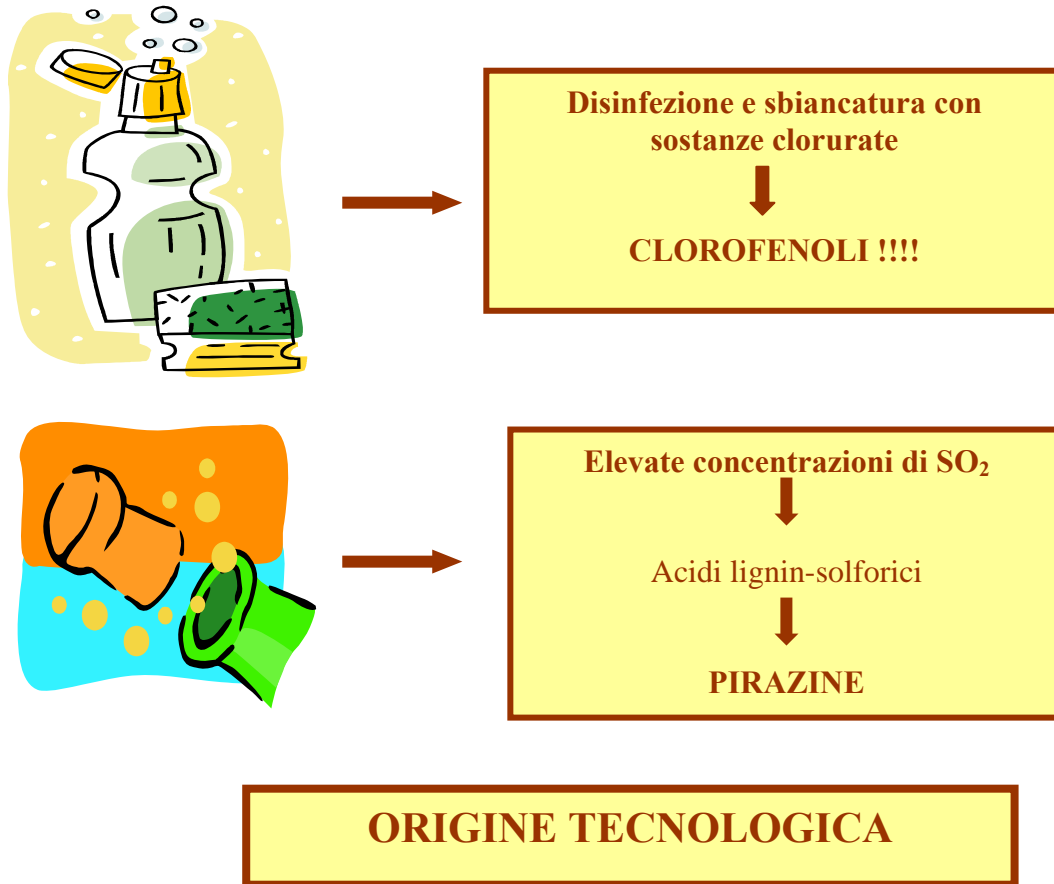 Disinfezione e sbiancatura con
sostanze clorurate
CLOROFENOLI !!!!
Elevate concentrazioni di SO₂
Acidi lignin-solforici
PIRAZINE
ORIGINE TECNOLOGICA